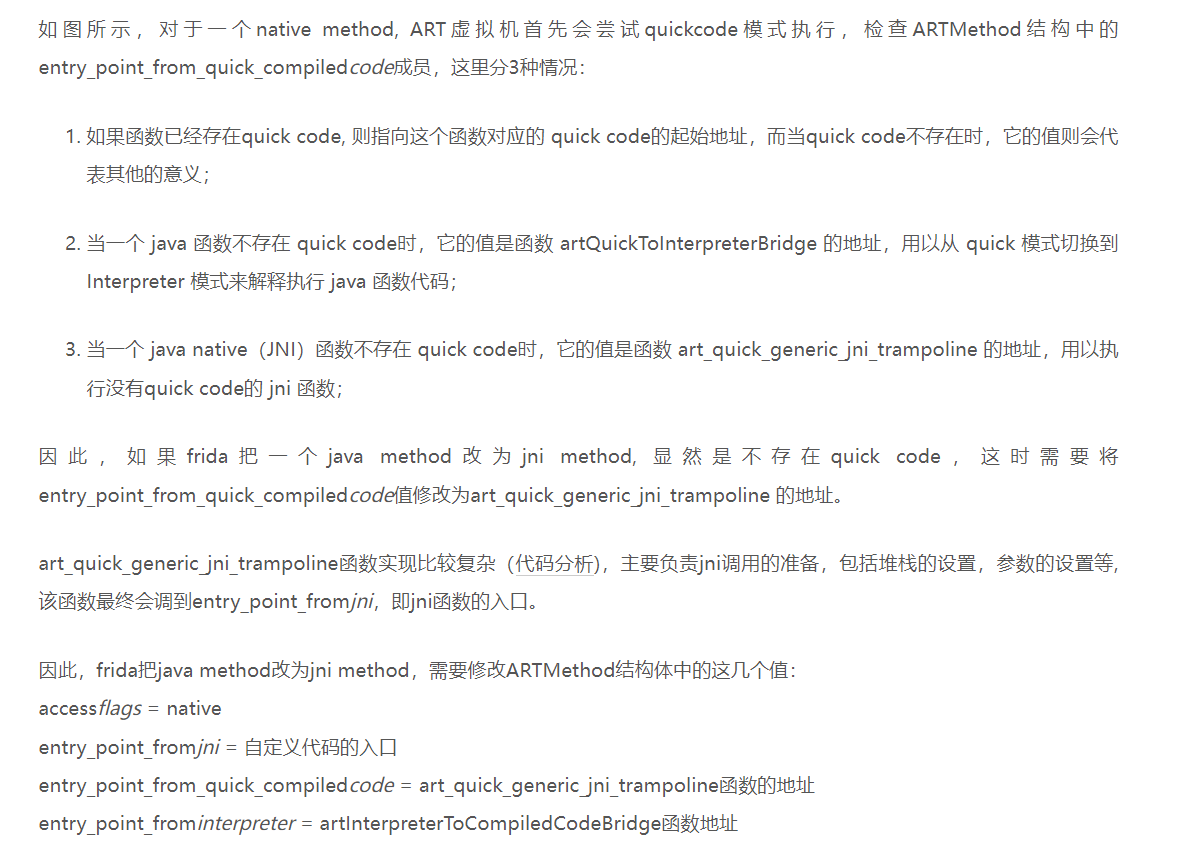 如图所示，对于一个native method, ART虚拟机首先会尝试quickcode模式执行，检查ARTMethod结构中的
entry_point_from_quick_compiledcode成员，这里分3种情况：
1. 如果函数已经存在quick code, 则指向这个函数对应的 quick code的起始地址，而当quick code不存在时，它的值则会代
表其他的意义；
2. 当一个 java 函数不存在 quick code时，它的值是函数 artQuickToInterpreterBridge 的地址，用以从 quick 模式切换到
Interpreter 模式来解释执行 java 函数代码；
3. 当一个 java native（JNI）函数不存在 quick code时，它的值是函数 art_quick_generic_jni_trampoline 的地址，用以执
行没有quick code的 jni 函数；
因此，如果frida把一个java method改为jni method, 显然是不存在quick code，这时需要将
entry_point_from_quick_compiledcode值修改为art_quick_generic_jni_trampoline 的地址。
art_quick_generic_jni_trampoline函数实现比较复杂（代码分析)，主要负责jni调用的准备，包括堆栈的设置，参数的设置等,
该函数最终会调到entry_point_fromjni，即jni函数的入口。
因此，frida把java method改为jni method，需要修改ARTMethod结构体中的这几个值：
accessflags = native
entry_point_fromjni = 自定义代码的入口
entry_point_from_quick_compiledcode = art_quick_generic_jni_trampoline函数的地址
entry_point_frominterpreter = artInterpreterToCompiledCodeBridge函数地址